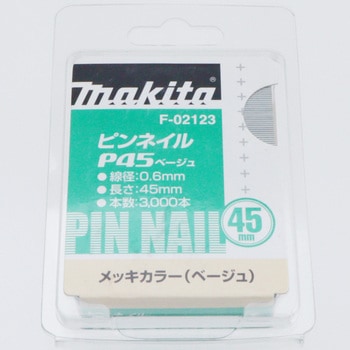 makita
F-02123
ピンネイル
P45ベージュ
●線径:0.6mm
●長さ:45mm
●本数:3,000本
PIN NAIL
45
mm
メッキカラー(ベージュ)